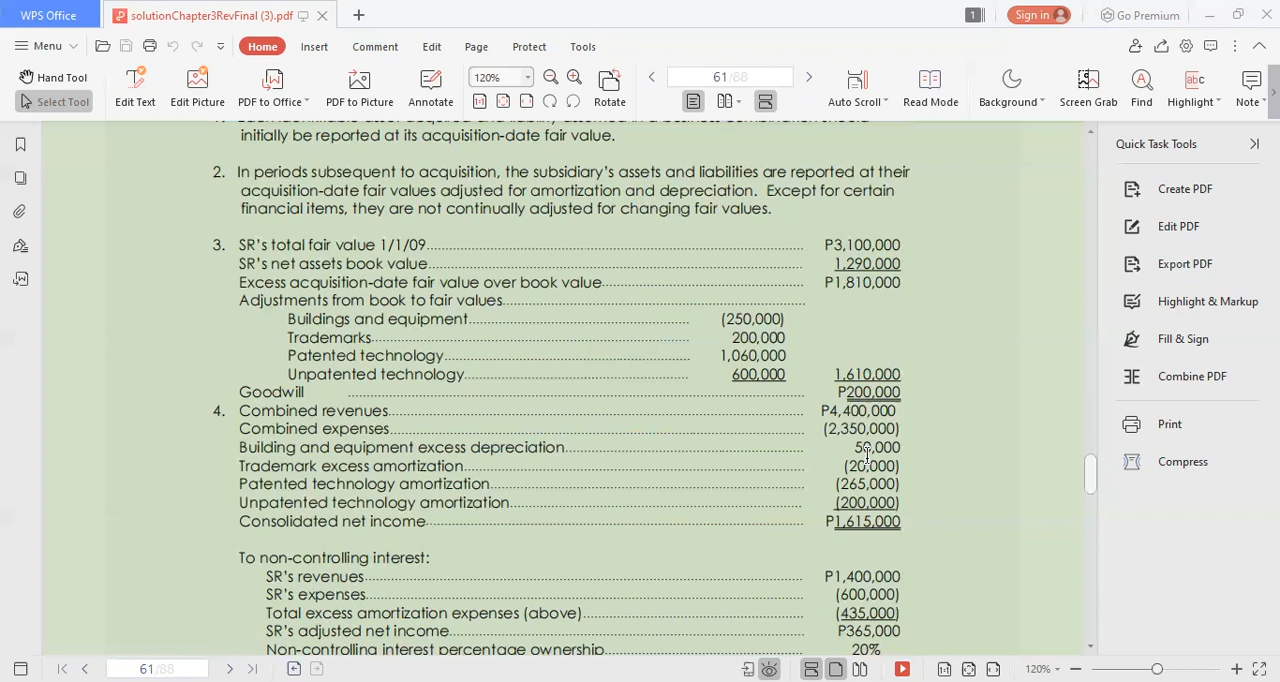 WPS Office
solutionChapter3RevFinal (3).pdf
1
Sign in
Go Premium
Menu
Home
Insert
Comment
Edit
Page
Protect
Tools
Hand Tool
Select Tool
Edit Text
Edit Picture
PDF to Office
PDF to Picture
Annotate
120%
Rotate
61/88
Auto Scroll
Read Mode
Background
Screen Grab
Find
Highlight
Note
initially be reported at its acquisition-date fair value.
2. In periods subsequent to acquisition, the subsidiary's assets and liabilities are reported at their
acquisition-date fair values adjusted for amortization and depreciation. Except for certain
financial items, they are not continually adjusted for changing fair values.
3. SR's total fair value 1/1/09 P3,100,000
SR's net assets book value 1,290,000
Excess acquisition-date fair value over book value P1,810,000
Adjustments from book to fair values
Buildings and equipment (250,000)
Trademarks 200,000
Patented technology 1,060,000
Unpatented technology 600,000 1,610,000
Goodwill P200,000
4. Combined revenues P4,400,000
Combined expenses (2,350,000)
Building and equipment excess depreciation 50,000
Trademark excess amortization (20,000)
Patented technology amortization (265,000)
Unpatented technology amortization (200,000)
Consolidated net income P1,615,000
To non-controlling interest:
SR's revenues P1,400,000
SR's expenses (600,000)
Total excess amortization expenses (above) (435,000)
SR's adjusted net income P365,000
Non-controlling interest percentage ownership 20%
Quick Task Tools
Create PDF
Edit PDF
Export PDF
Highlight & Markup
Fill & Sign
Combine PDF
Print
Compress
61/88
120%